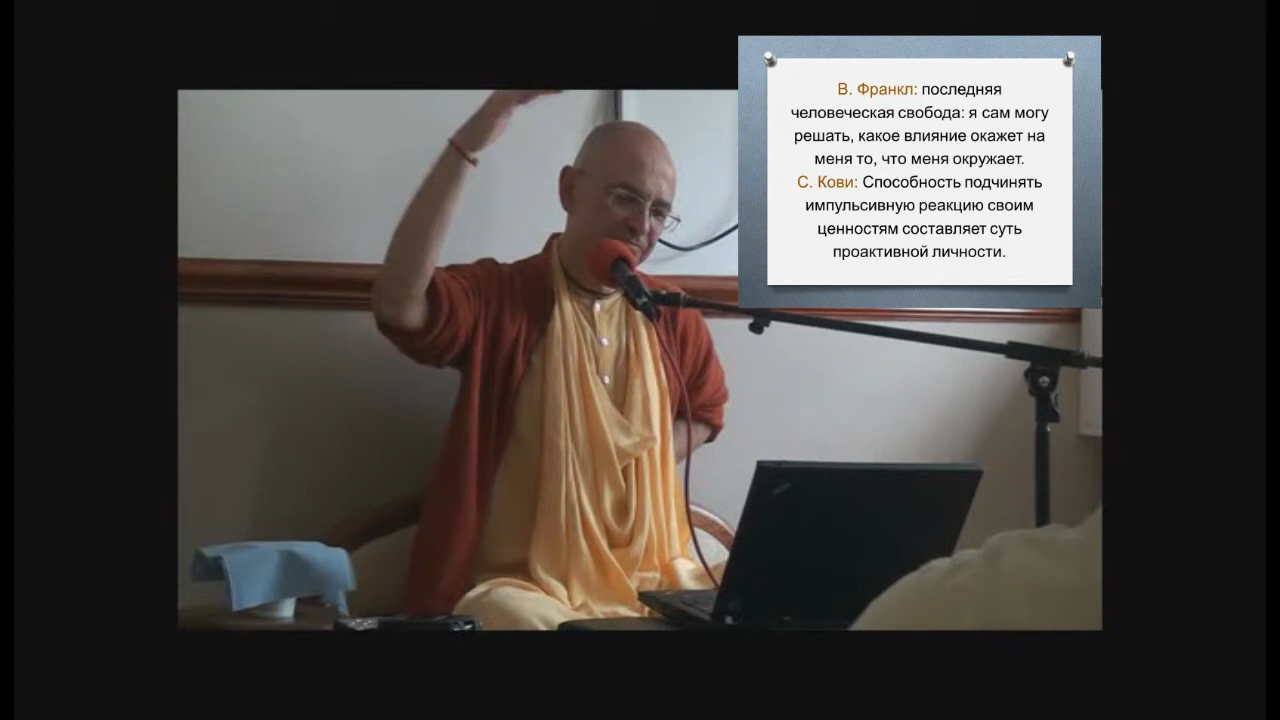 В. Франкл: последняя
человеческая свобода: я сам могу
решать, какое влияние окажет на
меня то, что меня окружает.
С. Кови: Способность подчинять
импульсивную реакцию своим
ценностям составляет суть
проактивной личности.